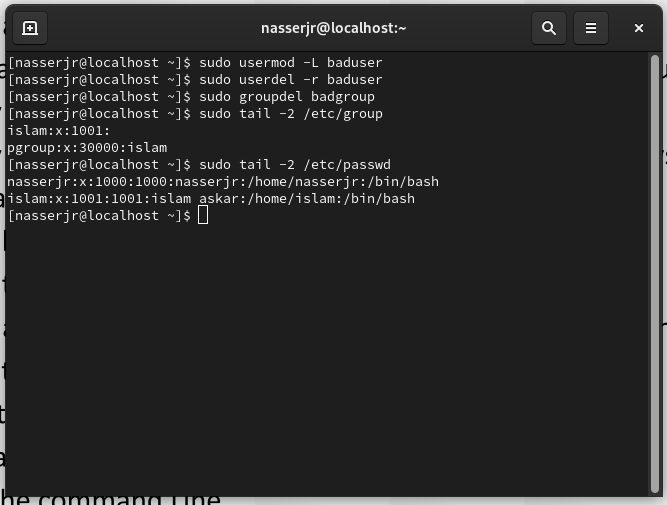 nasserjr@localhost:~
[nasserjr@localhost ~]$ sudo usermod -L baduser
[nasserjr@localhost ~]$ sudo userdel -r baduser
[nasserjr@localhost ~]$ sudo groupdel badgroup
[nasserjr@localhost ~]$ sudo tail -2 /etc/group
islam:x:1001:
pgroup:x:30000:islam
[nasserjr@localhost ~]$ sudo tail -2 /etc/passwd
nasserjr:x:1000:1000:nasserjr:/home/nasserjr:/bin/bash
islam:x:1001:1001:islam askar:/home/islam:/bin/bash
[nasserjr@localhost ~]$
he command Line